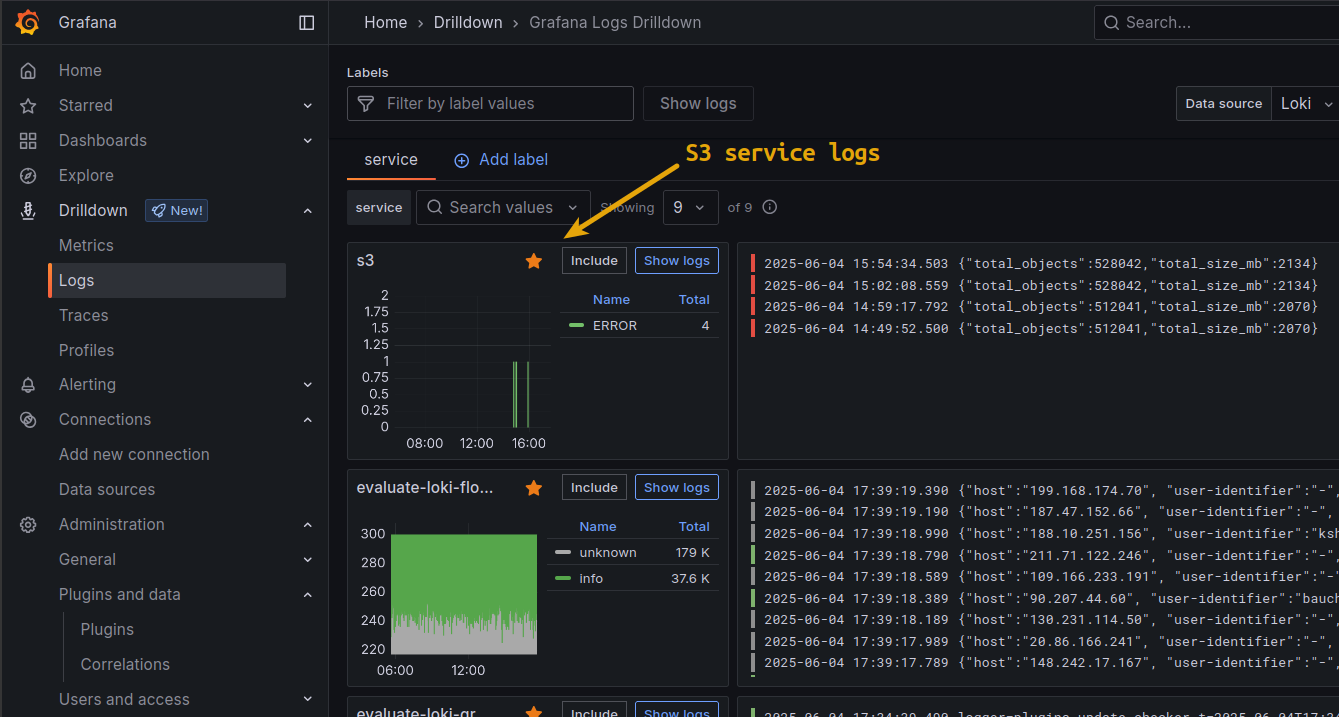 Grafana
Home › Drilldown › Grafana Logs Drilldown
Search...
Home
Starred
Dashboards
Explore
Drilldown
New!
Metrics
Logs
Traces
Profiles
Alerting
Connections
Add new connection
Data sources
Administration
General
Plugins and data
Plugins
Correlations
Users and access
Labels
Filter by label values
Show logs
Data source
Loki
S3 service logs
service
Add label
service
Search values
Showing
9
of 9
s3
Include
Show logs
2
1.75
1.5
1.25
1
0.75
0.5
0.25
0
08:00 12:00 16:00
Name Total
ERROR 4
2025-06-04 15:54:34.503 {"total_objects":528042,"total_size_mb":2134}
2025-06-04 15:02:08.559 {"total_objects":528042,"total_size_mb":2134}
2025-06-04 14:59:17.792 {"total_objects":512041,"total_size_mb":2070}
2025-06-04 14:49:52.500 {"total_objects":512041,"total_size_mb":2070}
evaluate-loki-flo...
Include
Show logs
300
280
260
240
220
06:00 12:00
Name Total
unknown 179 K
info 37.6 K
2025-06-04 17:39:19.390 {"host":"199.168.174.70", "user-identifier":"-",
2025-06-04 17:39:19.190 {"host":"187.47.152.66", "user-identifier":"-",
2025-06-04 17:39:18.990 {"host":"188.10.251.156", "user-identifier":"ksh
2025-06-04 17:39:18.790 {"host":"211.71.122.246", "user-identifier":"-",
2025-06-04 17:39:18.589 {"host":"109.166.233.191", "user-identifier":"-"
2025-06-04 17:39:18.389 {"host":"90.207.44.60", "user-identifier":"bauch
2025-06-04 17:39:18.189 {"host":"130.231.114.50", "user-identifier":"-",
2025-06-04 17:39:17.989 {"host":"20.86.166.241", "user-identifier":"-",
2025-06-04 17:39:17.789 {"host":"148.242.17.167", "user-identifier":"-",
evaluate-loki-gr
Include
Show logs